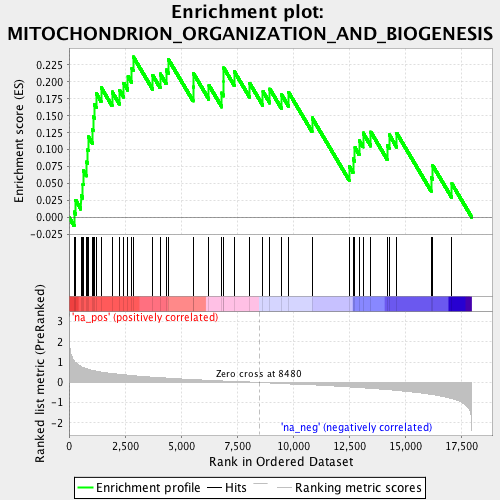 Enrichment plot:
MITOCHONDRION_ORGANIZATION_AND_BIOGENESIS
Enrichment score (ES)
0.225
0.200
0.175
0.150
0.125
0.100
0.075
0.050
0.025
0.000
-0.025
Ranked list metric (PreRanked)
'na_pos' (positively correlated)
3
2
1
0
-1
-2
Zero cross at 8480
'na_neg' (negatively correlated)
0
2,500
5,000
7,500
10,000
12,500
15,000
17,500
Rank in Ordered Dataset
Enrichment profile
Hits
Ranking metric scores